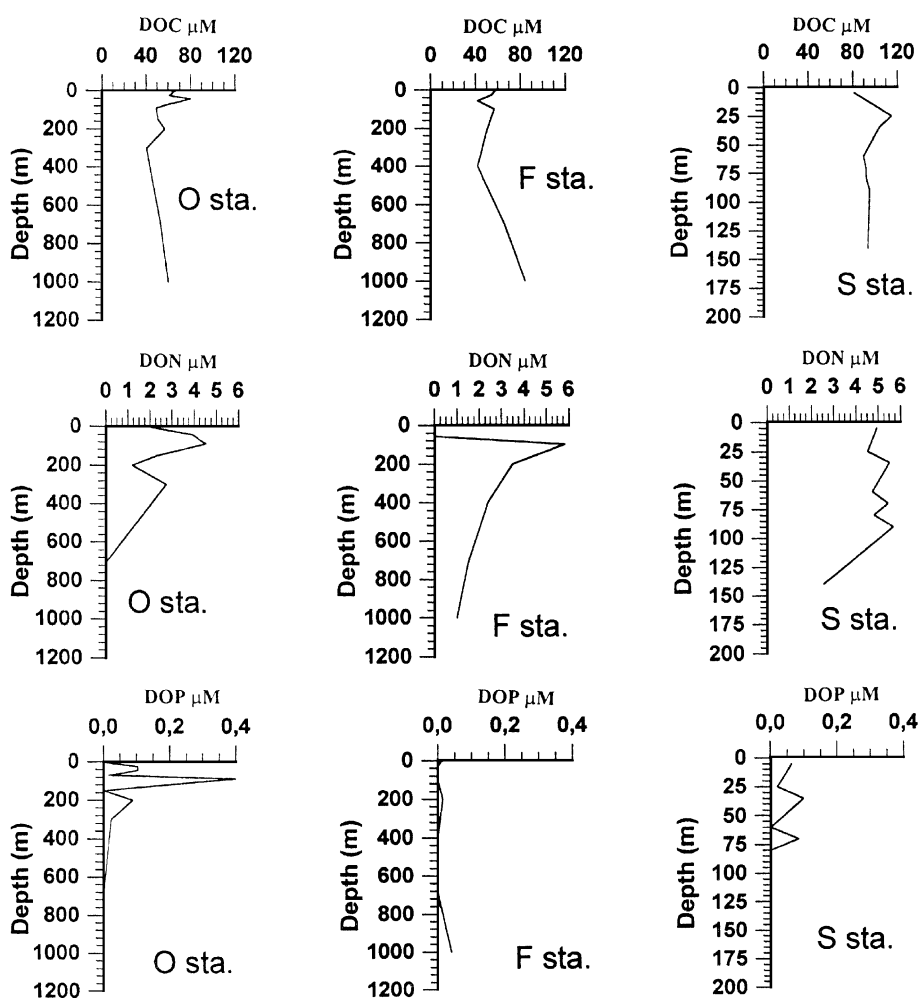 DOC µM DOC µM DOC µM
0 40 80 120 0 40 80 120 0 40 80 120
Depth (m) 0 200 400 600 800 1000 1200 O sta.
Depth (m) 0 200 400 600 800 1000 1200 F sta.
Depth (m) 0 25 50 75 100 125 150 175 200 S sta.
DON µM DON µM DON µM
0 1 2 3 4 5 6 0 1 2 3 4 5 6 0 1 2 3 4 5 6
Depth (m) 0 200 400 600 800 1000 1200 O sta.
Depth (m) 0 200 400 600 800 1000 1200 F sta.
Depth (m) 0 25 50 75 100 125 150 175 200 S sta.
DOP µM DOP µM DOP µM
0,0 0,2 0,4 0,0 0,2 0,4 0,0 0,2 0,4
Depth (m) 0 200 400 600 800 1000 1200 O sta.
Depth (m) 0 200 400 600 800 1000 1200 F sta.
Depth (m) 0 25 50 75 100 125 150 175 200 S sta.